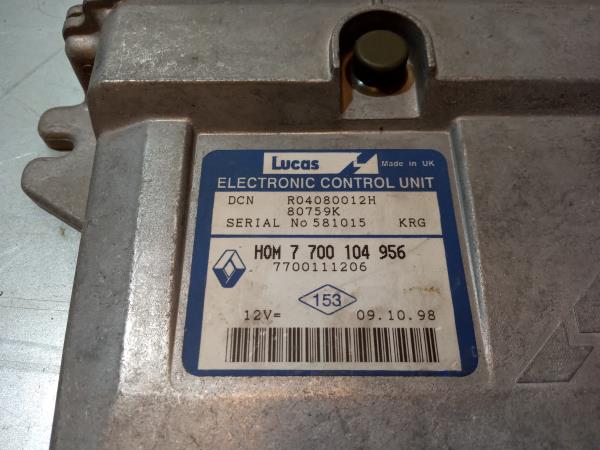 Lucas Made in UK
ELECTRONIC CONTROL UNIT
DCN R04080012H
80759K
SERIAL No 581015 KRG
HOM 7 700 104 956
7700111206
153
12V= 09.10.98